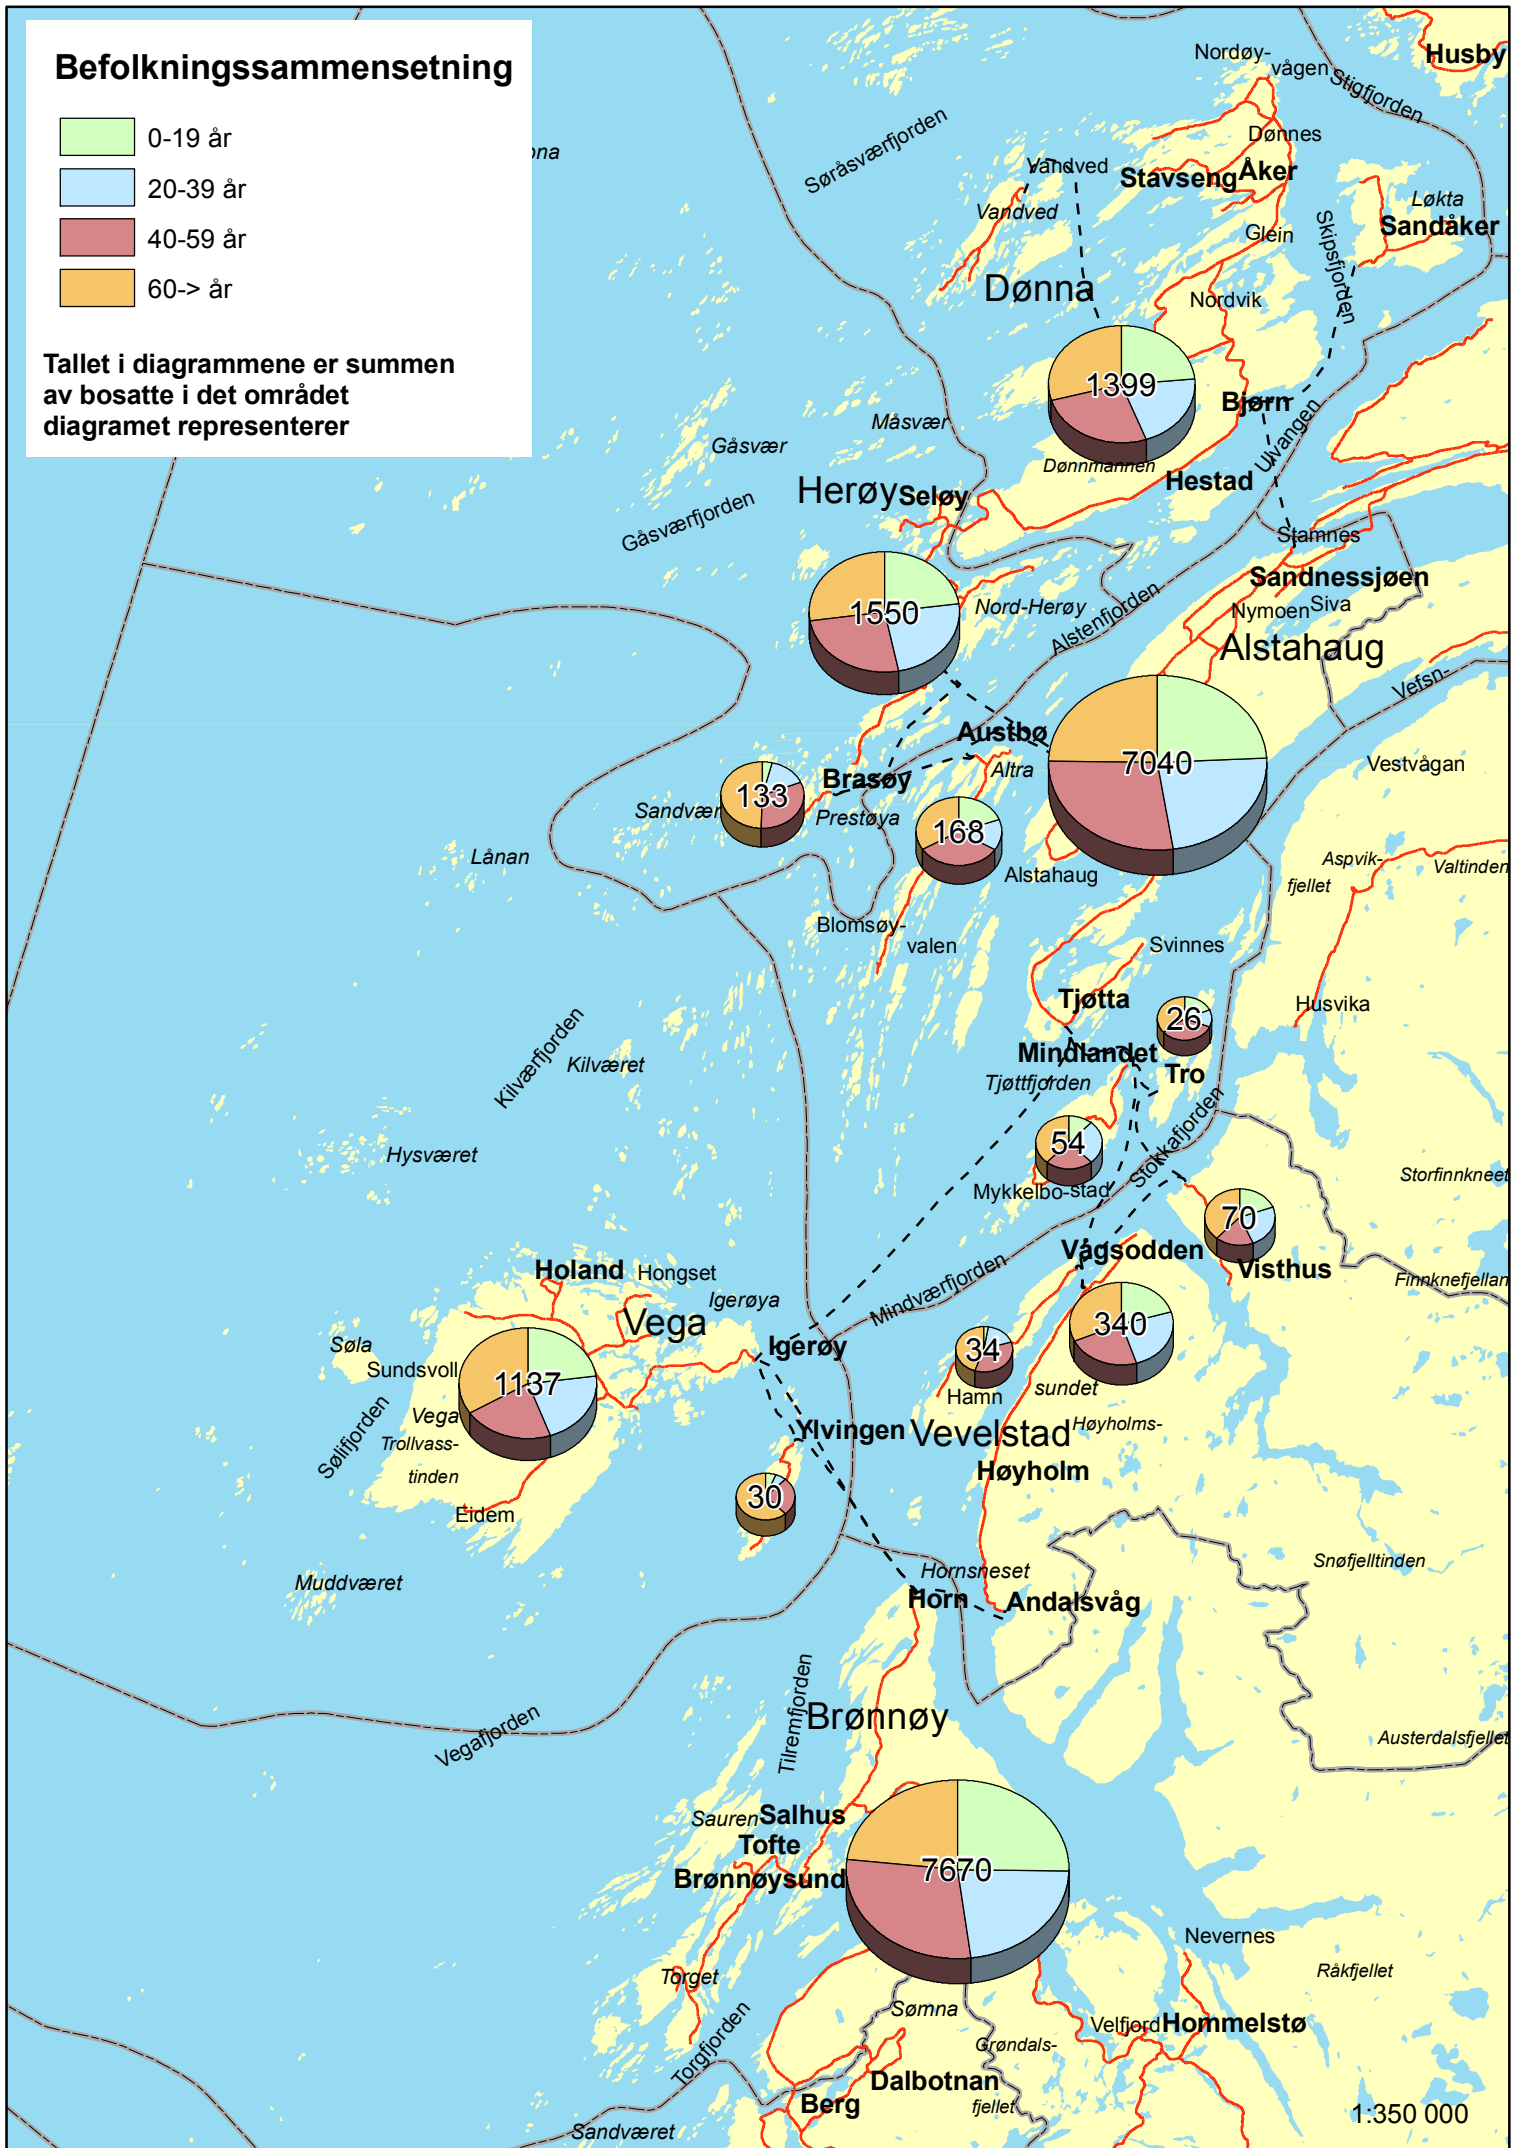 Befolkningssammensetning
0-19 år
20-39 år
40-59 år
60-> år
Tallet i diagrammene er summen
av bosatte i det området
diagramet representerer
Nordøy-
vågen
Husby
Stigfjorden
Søråsværfjorden
Dønnes
Vandved
Stavseng
Åker
Løkta
Vandved
Sandåker
Glein
Skipsfjorden
Dønna
Nordvik
1399
Bjørn
Måsvær
Gåsvær
Ulvangen
Dønnmannen
Hestad
Herøy
Seløy
Gåsværfjorden
Stamnes
Sandnessjøen
1550
Nord-Herøy
Alstenfjorden
Nymoen
Siva
Alstahaug
Vefsn-
Austbø
7040
Vestvågan
Altra
Brasøy
133
Sandvær
Prestøya
168
Lånan
Alstahaug
Aspvik-
fjellet
Valtinden
Blomsøy-
valen
Svinnes
Tjøtta
Husvika
26
Kilværfjorden
Kilværet
Mindlandet
Tro
Tjøttfjorden
54
Hysværet
Stokkafjorden
Storfinnkneet
Mykkelbo-stad
70
Vågsodden
Visthus
Holand
Hongset
Finnknefjellan
Igerøya
Mindværfjorden
Vega
340
Søla
Igerøy
34
Sundsvoll
1137
Hamn
sundet
Vega
Trollvass-
tinden
Sølifjorden
Ylvingen
Vevelstad
Høyholms-
Høyholm
30
Eidem
Snøfjelltinden
Muddværet
Hornsneset
Horn
Andalsvåg
Tilremfjorden
Brønnøy
Vegafjorden
Austerdalsfjellet
Sauren
Salhus
Tofte
Brønnøysund
7670
Nevernes
Råkfjellet
Torget
Sømna
Velfjord
Hommelstø
Grøndals-
fjellet
Torgfjorden
Dalbotnan
Berg
Sandværet
1:350 000